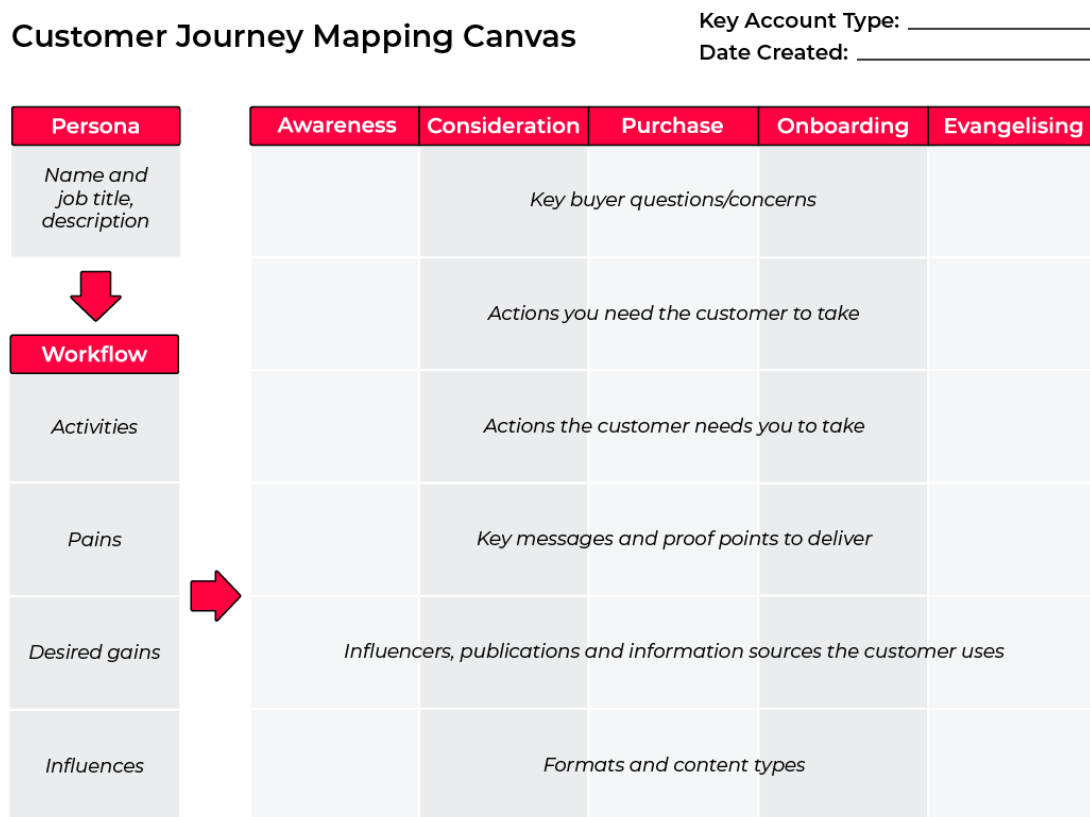 Customer Journey Mapping Canvas
Key Account Type:
Date Created:
Persona
Name and
job title,
description
Workflow
Activities
Pains
Desired gains
Influences
Awareness Consideration Purchase Onboarding Evangelising
Key buyer questions/concerns
Actions you need the customer to take
Actions the customer needs you to take
Key messages and proof points to deliver
Influencers, publications and information sources the customer uses
Formats and content types